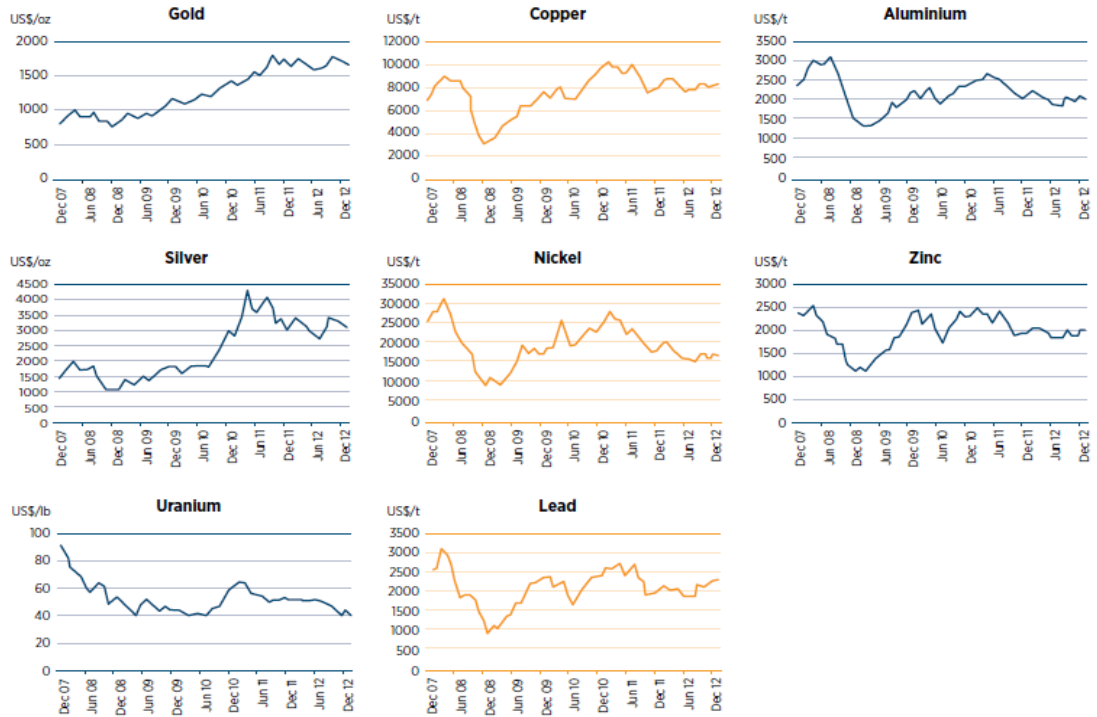 Gold
US$/oz
2000
1500
1000
500
0
Dec 07
Jun 08
Dec 08
Jun 09
Dec 09
Jun 10
Dec 10
Jun 11
Dec 11
Jun 12
Dec 12
Copper
US$/t
12000
10000
8000
6000
4000
2000
0
Dec 07
Jun 08
Dec 08
Jun 09
Dec 09
Jun 10
Dec 10
Jun 11
Dec 11
Jun 12
Dec 12
Aluminium
US$/t
3500
3000
2500
2000
1500
1000
500
0
Dec 07
Jun 08
Dec 08
Jun 09
Dec 09
Jun 10
Dec 10
Jun 11
Dec 11
Jun 12
Dec 12
Silver
US$/oz
4500
4000
3500
3000
2500
2000
1500
1000
500
0
Dec 07
Jun 08
Dec 08
Jun 09
Dec 09
Jun 10
Dec 10
Jun 11
Dec 11
Jun 12
Dec 12
Nickel
US$/t
35000
30000
25000
20000
15000
10000
5000
0
Dec 07
Jun 08
Dec 08
Jun 09
Dec 09
Jun 10
Dec 10
Jun 11
Dec 11
Jun 12
Dec 12
Zinc
US$/t
3000
2500
2000
1500
1000
500
0
Dec 07
Jun 08
Dec 08
Jun 09
Dec 09
Jun 10
Dec 10
Jun 11
Dec 11
Jun 12
Dec 12
Uranium
US$/lb
100
80
60
40
20
0
Dec 07
Jun 08
Dec 08
Jun 09
Dec 09
Jun 10
Dec 10
Jun 11
Dec 11
Jun 12
Dec 12
Lead
US$/t
3500
3000
2500
2000
1500
1000
500
0
Dec 07
Jun 08
Dec 08
Jun 09
Dec 09
Jun 10
Dec 10
Jun 11
Dec 11
Jun 12
Dec 12